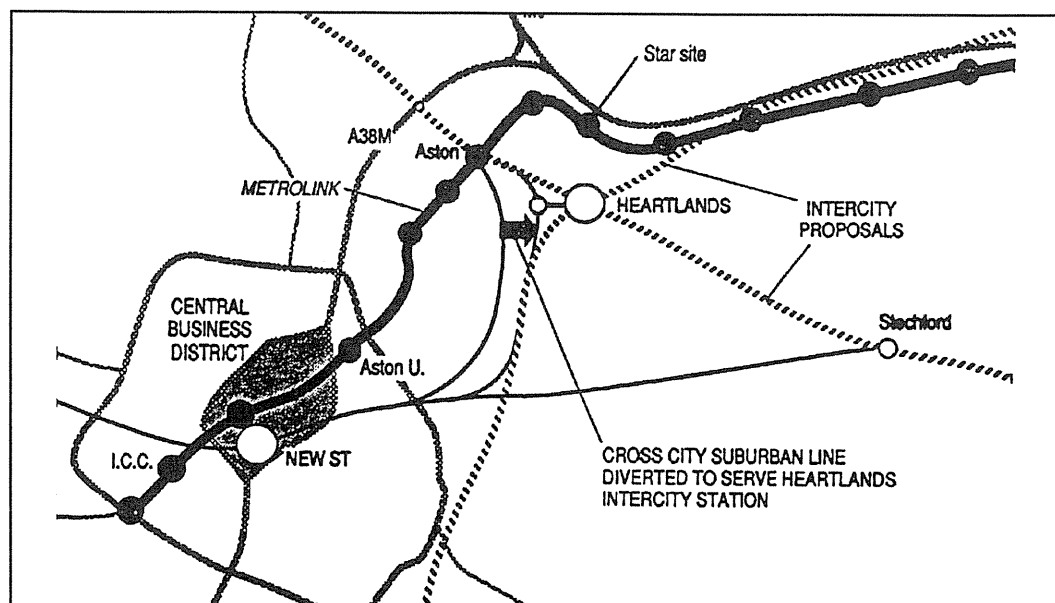 Star site
A38M
Aston
METROLINK
HEARTLANDS
INTERCITY
PROPOSALS
CENTRAL
BUSINESS
DISTRICT
Stechford
Aston U.
I.C.C.
NEW ST
CROSS CITY SUBURBAN LINE
DIVERTED TO SERVE HEARTLANDS
INTERCITY STATION